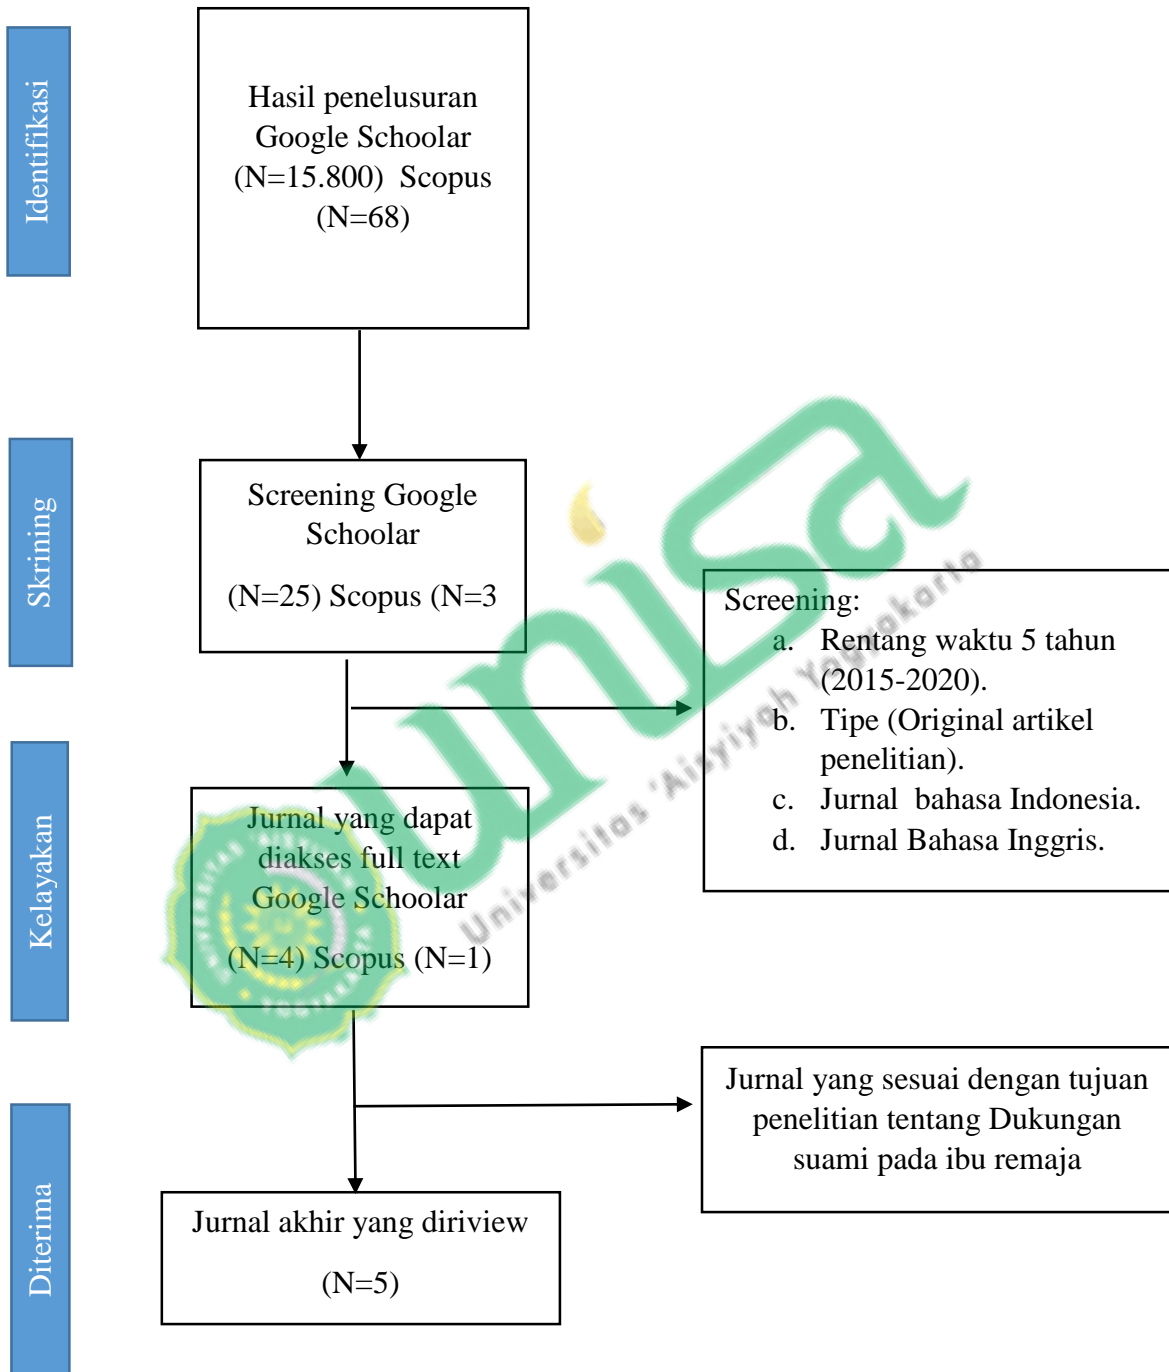 Identifikasi
Hasil penelusuran
Google Schoolar
(N=15.800)  Scopus
(N=68)
Skrining
Screening Google
Schoolar
(N=25) Scopus (N=3
Screening:
a. Rentang waktu 5 tahun
(2015-2020).
b. Tipe (Original artikel
penelitian).
c. Jurnal  bahasa Indonesia.
d. Jurnal Bahasa Inggris.
Kelayakan
Jurnal yang dapat
diakses full text
Google Schoolar
(N=4) Scopus (N=1)
Jurnal yang sesuai dengan tujuan
penelitian tentang Dukungan
suami pada ibu remaja
Diterima
Jurnal akhir yang diriview
(N=5)
unisa
Universitas 'Aisyiyah Yogyakarta